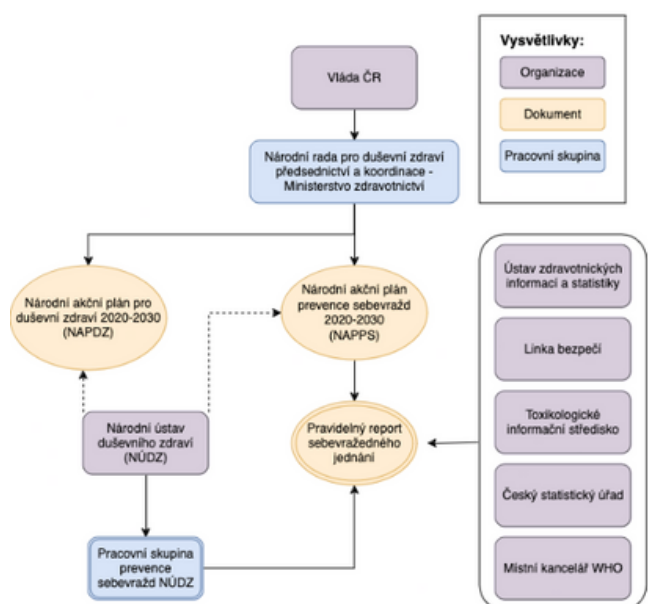 Vysvětlivky:
Organizace
Dokument
Pracovní skupina
Vláda ČR
Národní rada pro duševní zdraví
předsednictví a koordinace -
Ministerstvo zdravotnictví
Národní akční plán pro
duševní zdraví 2020-2030
(NAPDZ)
Národní akční plán
prevence sebevražd
2020-2030
(NAPPS)
Národní ústav
duševního zdraví
(NÚDZ)
Pravidelný report
sebevražedného
jednání
Pracovní skupina
prevence
sebevražd NÚDZ
Ústav zdravotnických
informací a statistiky
Linka bezpečí
Toxikologické
informační středisko
Český statistický úřad
Místní kancelář WHO